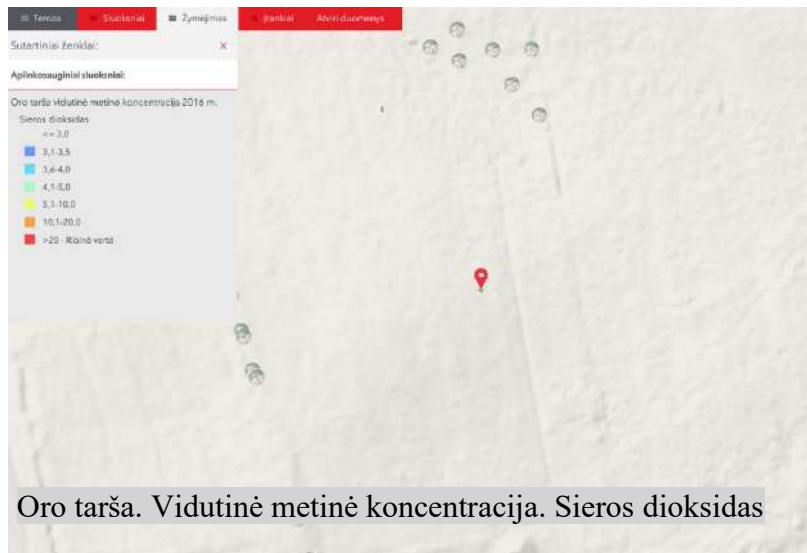 Temos
Sluoksniai
Žymėjimas
Įrankiai
Atviri duomenys
Sutartiniai ženklai:
Aplinkosauginiai sluoksniai:
Oro tarša vidutinė metinė koncentracija 2016 m.
Sieros dioksidas
<= 3,0
3,1-3,5
3,6-4,0
4,1-5,0
5,1-10,0
10,1-20,0
>20 - Ribinė vertė
Oro tarša. Vidutinė metinė koncentracija. Sieros dioksidas